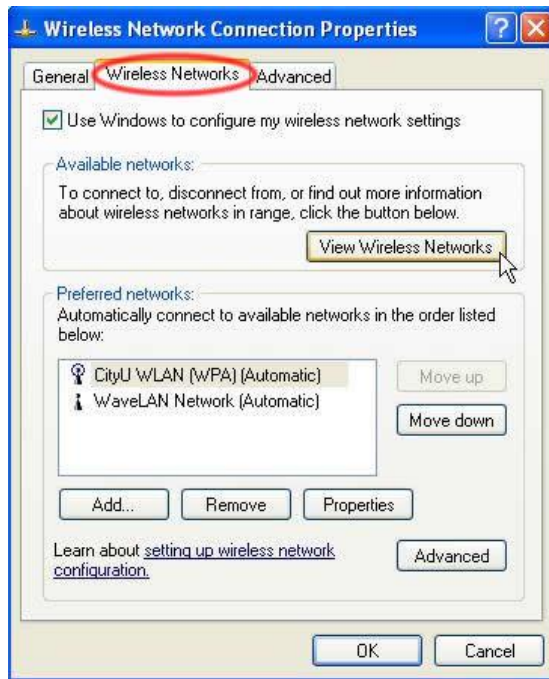 Wireless Network Connection Properties
General Wireless Networks Advanced
Use Windows to configure my wireless network settings
Available networks:
To connect to, disconnect from, or find out more information
about wireless networks in range, click the button below.
View Wireless Networks
Preferred networks:
Automatically connect to available networks in the order listed
below:
CityU WLAN (WPA) (Automatic)
WaveLAN Network (Automatic)
Move up
Move down
Add... Remove Properties
Learn about setting up wireless network
configuration.
Advanced
OK Cancel